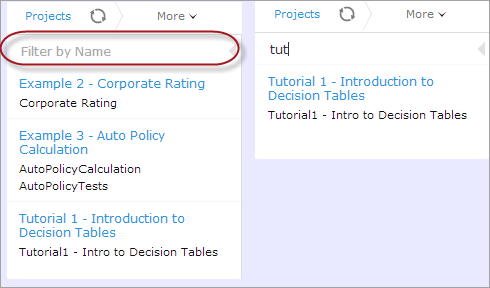 Projects More
Filter by Name
Example 2 - Corporate Rating
Corporate Rating
Example 3 - Auto Policy
Calculation
AutoPolicyCalculation
AutoPolicyTests
Tutorial 1 - Introduction to
Decision Tables
Tutorial1 - Intro to Decision Tables
Projects More
tut
Tutorial 1 - Introduction to
Decision Tables
Tutorial1 - Intro to Decision Tables